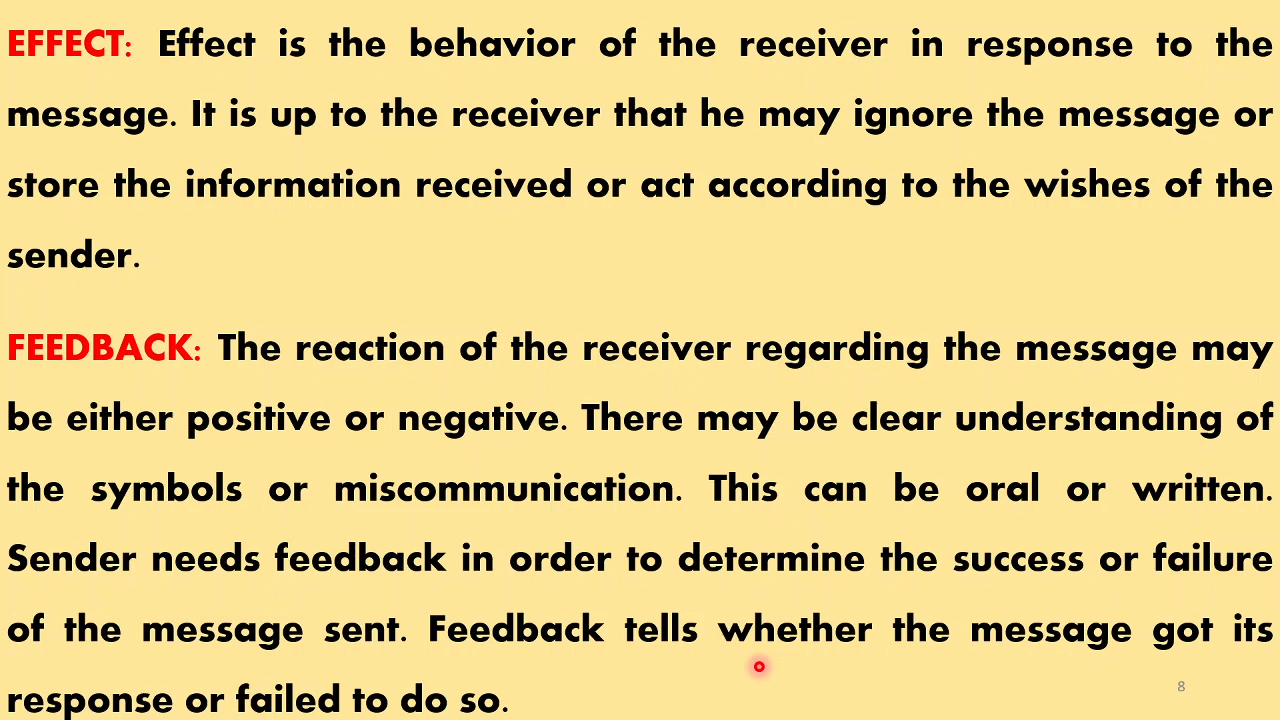 EFFECT: Effect is the behavior of the receiver in response to the
message. It is up to the receiver that he may ignore the message or
store the information received or act according to the wishes of the
sender.
FEEDBACK: The reaction of the receiver regarding the message may
be either positive or negative. There may be clear understanding of
the symbols or miscommunication. This can be oral or written.
Sender needs feedback in order to determine the success or failure
of the message sent. Feedback tells whether the message got its
response or failed to do so.
8